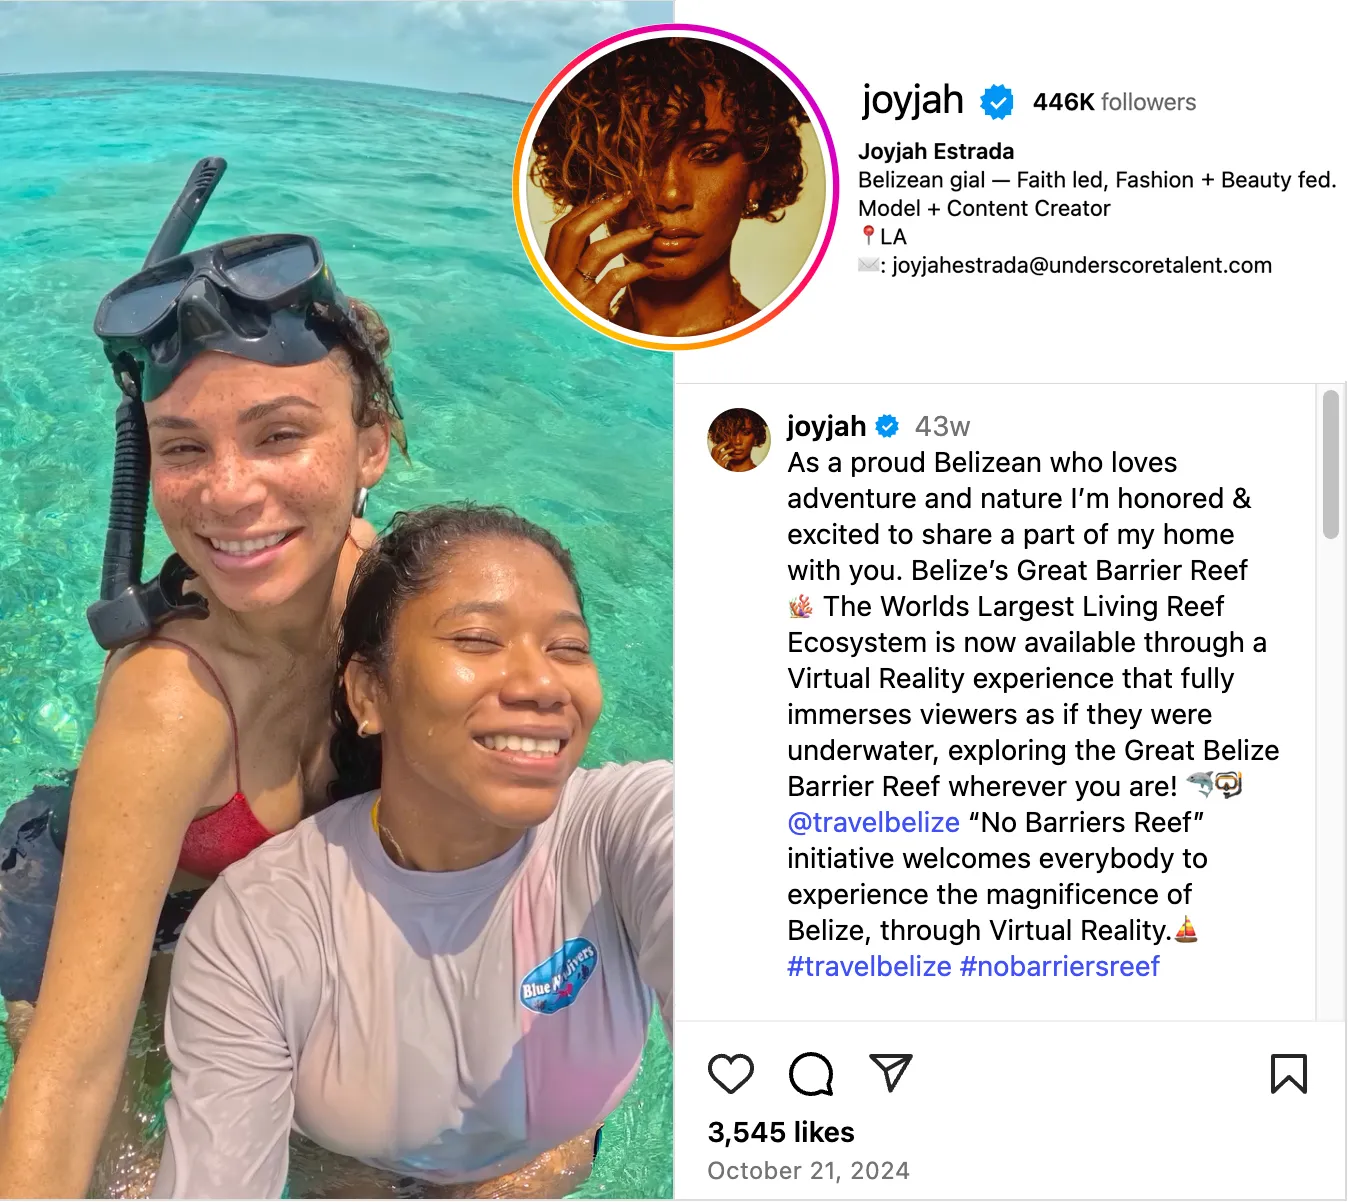 joyjah 446K followers
Joyjah Estrada
Belizean gial — Faith led, Fashion + Beauty fed.
Model + Content Creator
📍LA
✉️: joyjahestrada@underscoretalent.com
joyjah 43w
As a proud Belizean who loves
adventure and nature I’m honored &
excited to share a part of my home
with you. Belize’s Great Barrier Reef
🪸 The Worlds Largest Living Reef
Ecosystem is now available through a
Virtual Reality experience that fully
immerses viewers as if they were
underwater, exploring the Great Belize
Barrier Reef wherever you are! 🦈🤿
@travelbelize “No Barriers Reef”
initiative welcomes everybody to
experience the magnificence of
Belize, through Virtual Reality.⛵
#travelbelize #nobarriersreef
3,545 likes
October 21, 2024
Blue